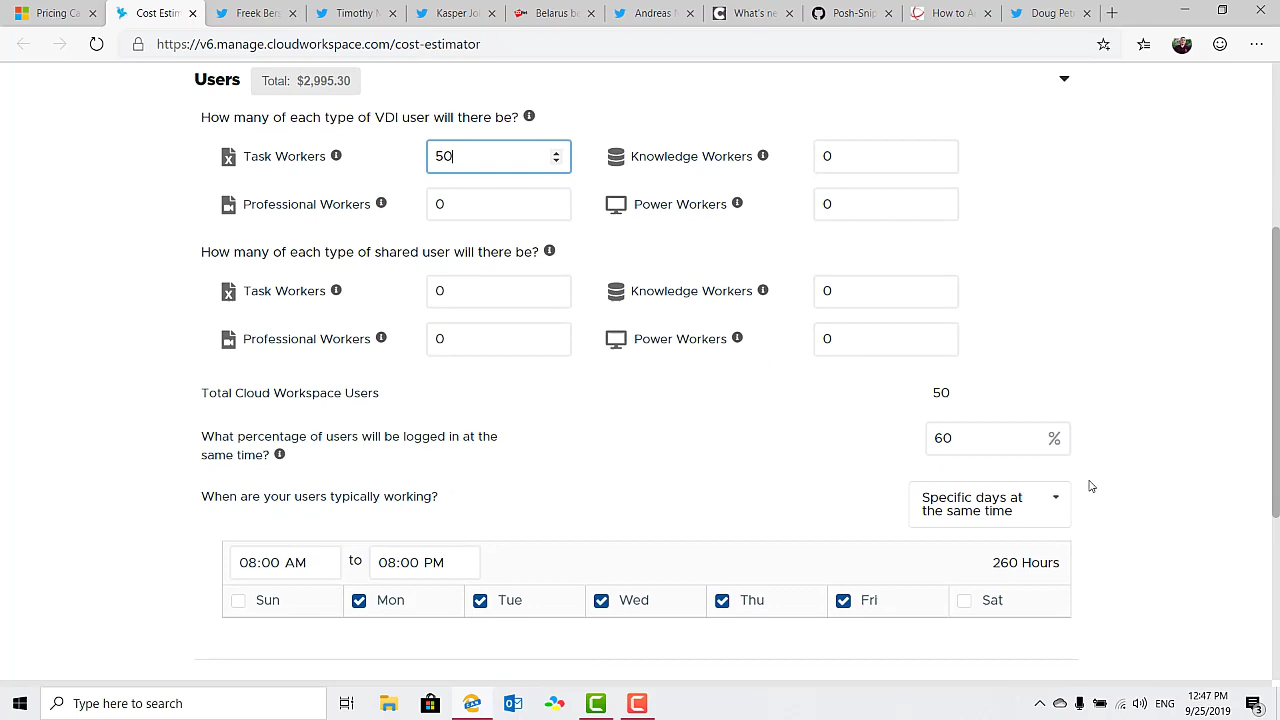 Pricing Ca
Cost Estim
Freek Ber
Timothy M
Kacper Jol
Belarus be
Andreas M
What's ne
Posh-Snip
How to Ac
Doug Petr
https://v6.manage.cloudworkspace.com/cost-estimator
Users
Total: $2,995.30
How many of each type of VDI user will there be?
Task Workers
50
Knowledge Workers
0
Professional Workers
0
Power Workers
0
How many of each type of shared user will there be?
Task Workers
0
Knowledge Workers
0
Professional Workers
0
Power Workers
0
Total Cloud Workspace Users
50
What percentage of users will be logged in at the
same time?
60 %
When are your users typically working?
Specific days at
the same time
08:00 AM to 08:00 PM
260 Hours
Sun Mon Tue Wed Thu Fri Sat
Type here to search
ENG
12:47 PM
9/25/2019
3